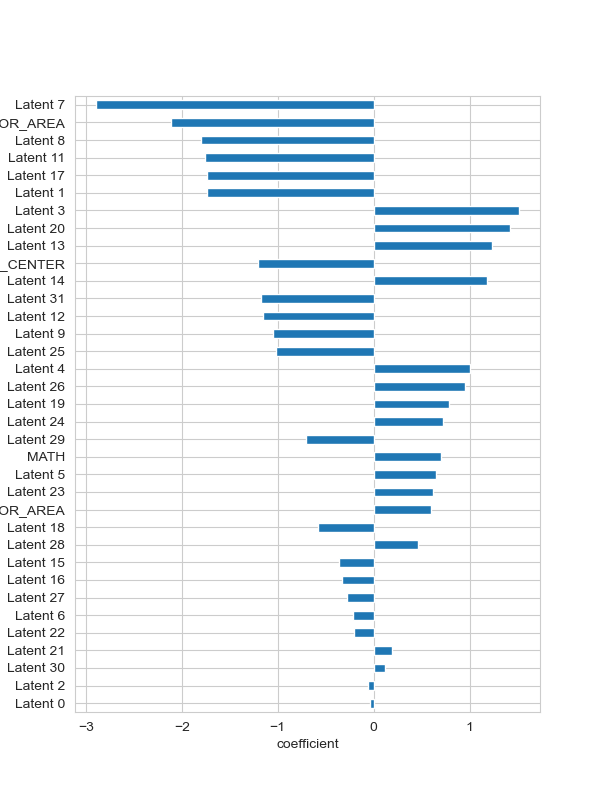 Latent 7
OR_AREA
Latent 8
Latent 11
Latent 17
Latent 1
Latent 3
Latent 20
Latent 13
_CENTER
Latent 14
Latent 31
Latent 12
Latent 9
Latent 25
Latent 4
Latent 26
Latent 19
Latent 24
Latent 29
MATH
Latent 5
Latent 23
OR_AREA
Latent 18
Latent 28
Latent 15
Latent 16
Latent 27
Latent 6
Latent 22
Latent 21
Latent 30
Latent 2
Latent 0
−3 −2 −1 0 1
coefficient